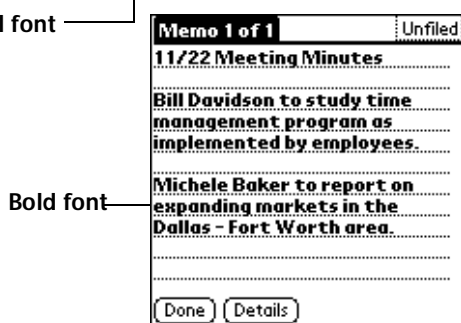 font
Memo 1 of 1 Unfiled
11/22 Meeting Minutes
Bill Davidson to study time
management program as
implemented by employees.
Michele Baker to report on
Bold font
expanding markets in the
Dallas - Fort Worth area.
Done Details